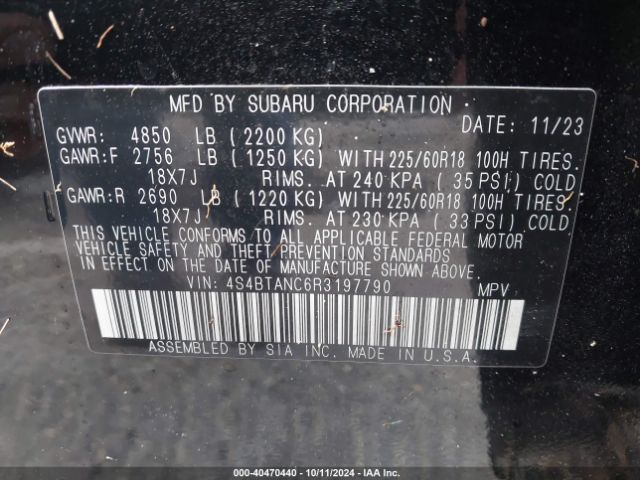 MFD BY SUBARU CORPORATION
DATE: 11/23
GVWR: 4850 LB (2200 KG)
GAWR:F 2756 LB (1250 KG) WITH 225/60R18 100H TIRES.
18X7J RIMS. AT 240 KPA (35 PSI) COLD
GAWR:R 2690 LB (1220 KG) WITH 225/60R18 100H TIRES
18X7J RIMS. AT 230 KPA (33 PSI) COLD
THIS VEHICLE CONFORMS TO ALL APPLICABLE FEDERAL MOTOR
VEHICLE SAFETY AND THEFT PREVENTION STANDARDS
IN EFFECT ON THE DATE OF MANUFACTURE SHOWN ABOVE.
VIN: 4S4BTANC6R3197790 MPV
ASSEMBLED BY SIA INC. MADE IN U.S.A.
000-40470440 - 10/11/2024 - IAA Inc.